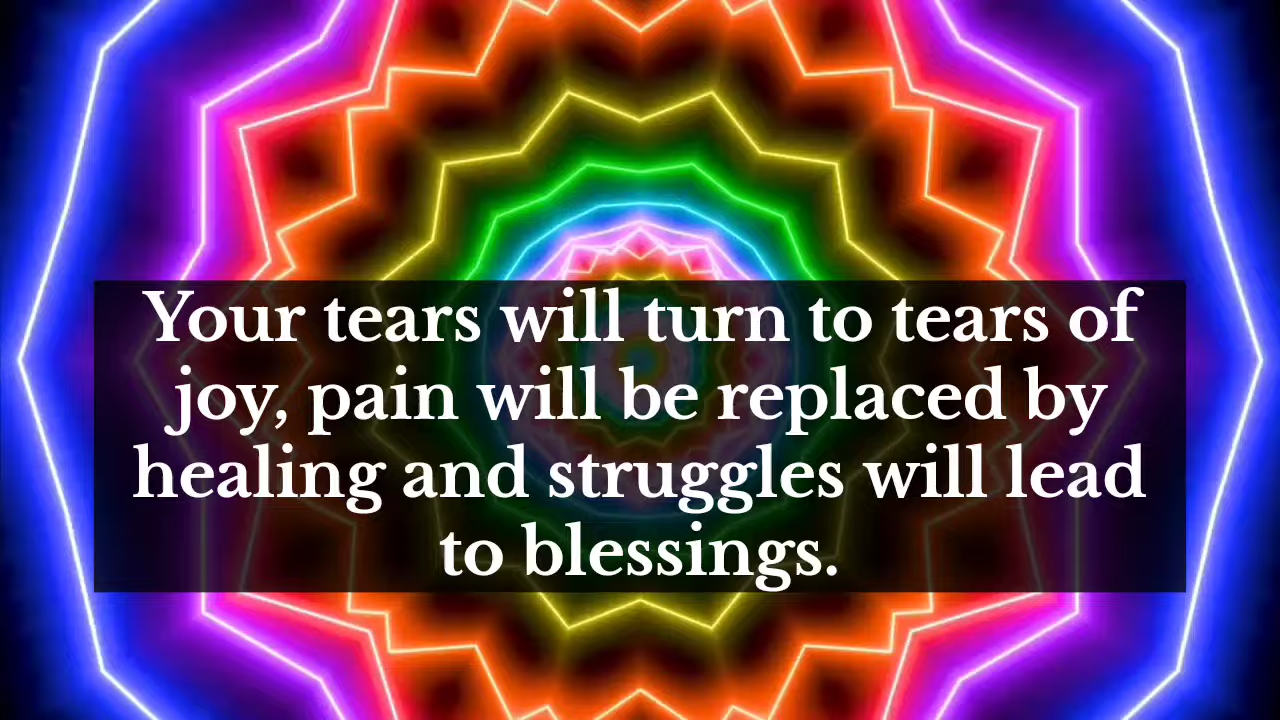 Your tears will turn to tears of
joy, pain will be replaced by
healing and struggles will lead
to blessings.